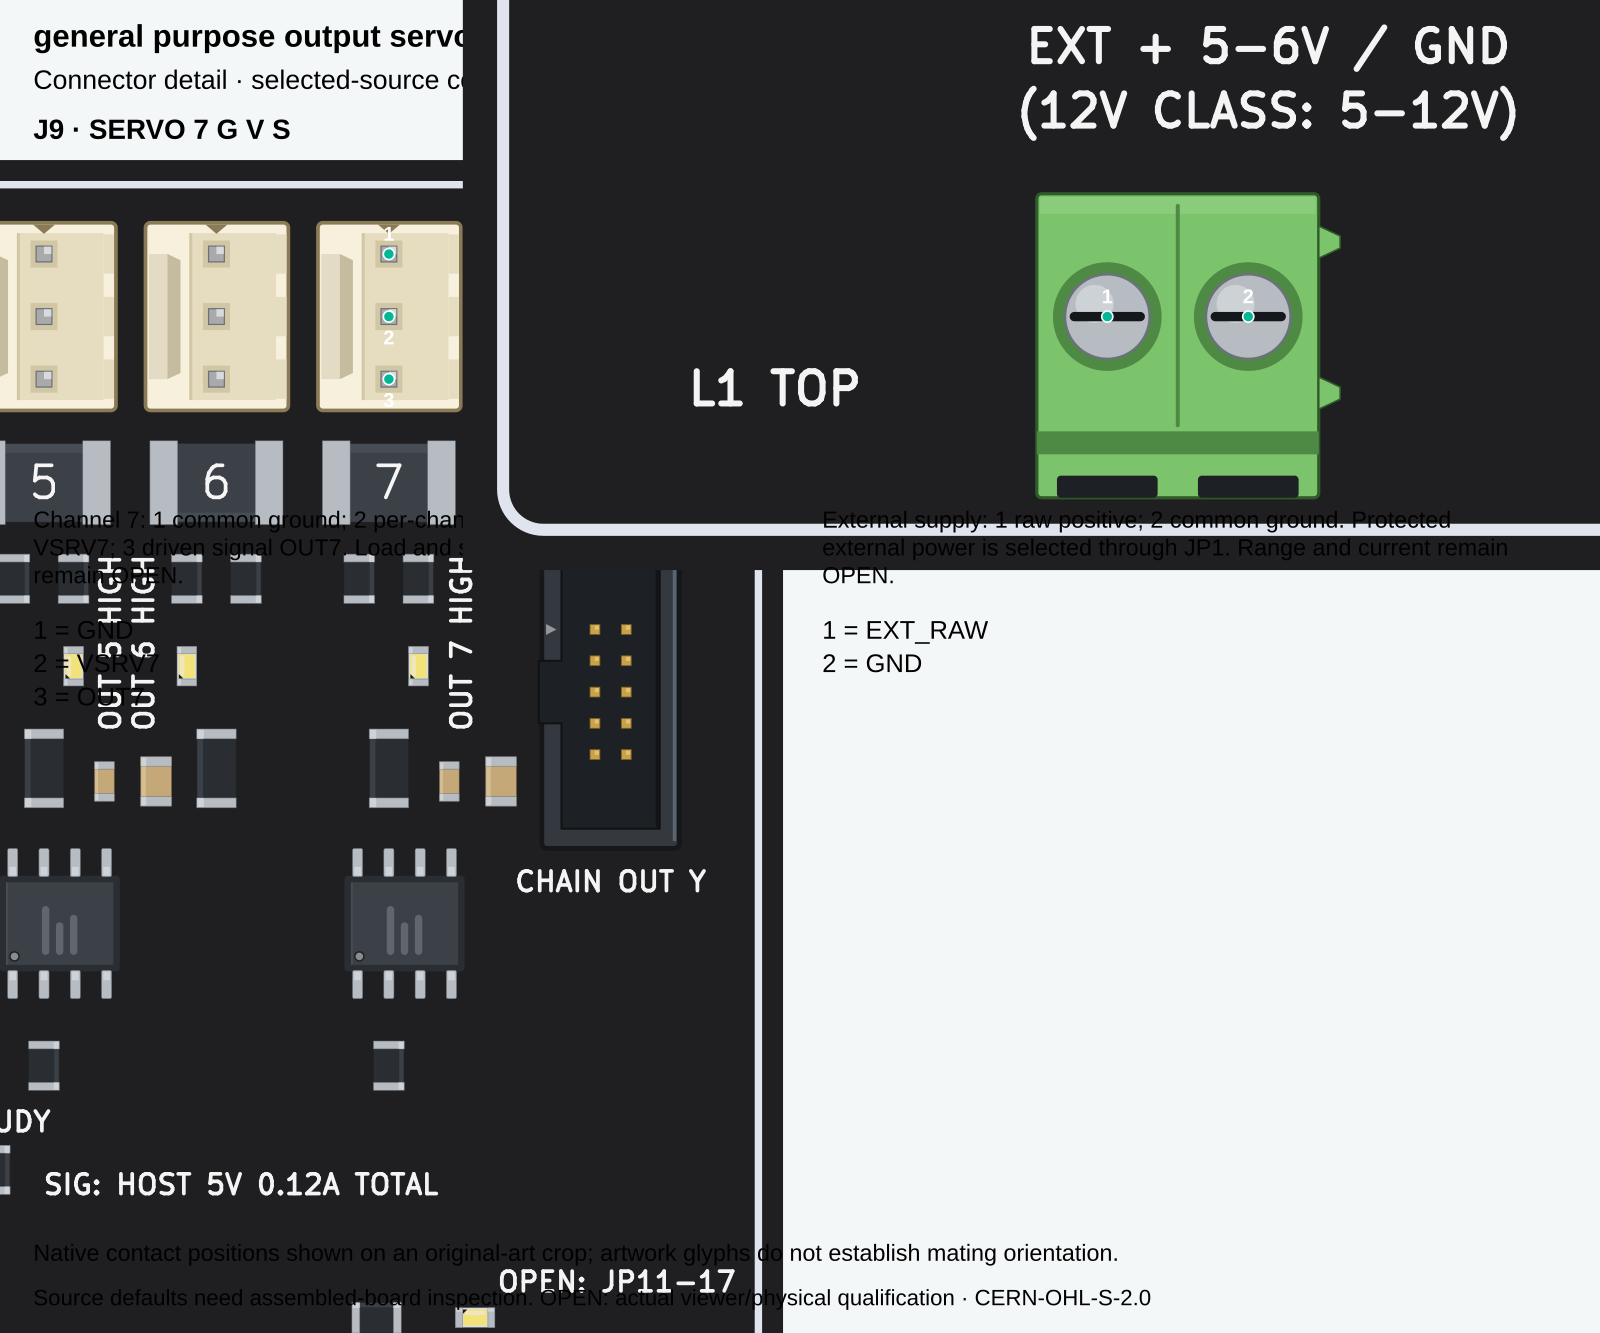 general purpose output servo
Connector detail · selected-source
J9 · SERVO 7 G V S
EXT + 5-6V / GND
(12V CLASS: 5-12V)
1
2
3
1
2
L1 TOP
5
6
7
Channel 7: 1 common ground; 2 per-chan
VSRV7; 3 driven signal OUT7. Load and
remain OPEN.
External supply: 1 raw positive; 2 common ground. Protected
external power is selected through JP1. Range and current remain
OPEN.
OUT 5 HIGH
OUT 6 HIGH
OUT 7 HIGH
1 = GND
2 = VSRV7
3 = OUT7
1 = EXT_RAW
2 = GND
CHAIN OUT Y
UDY
SIG: HOST 5V 0.12A TOTAL
Native contact positions shown on an original-art crop; artwork glyphs do not establish mating orientation.
OPEN: JP11-17
Source defaults need assembled-board inspection. OPEN: actual viewer/physical qualification · CERN-OHL-S-2.0